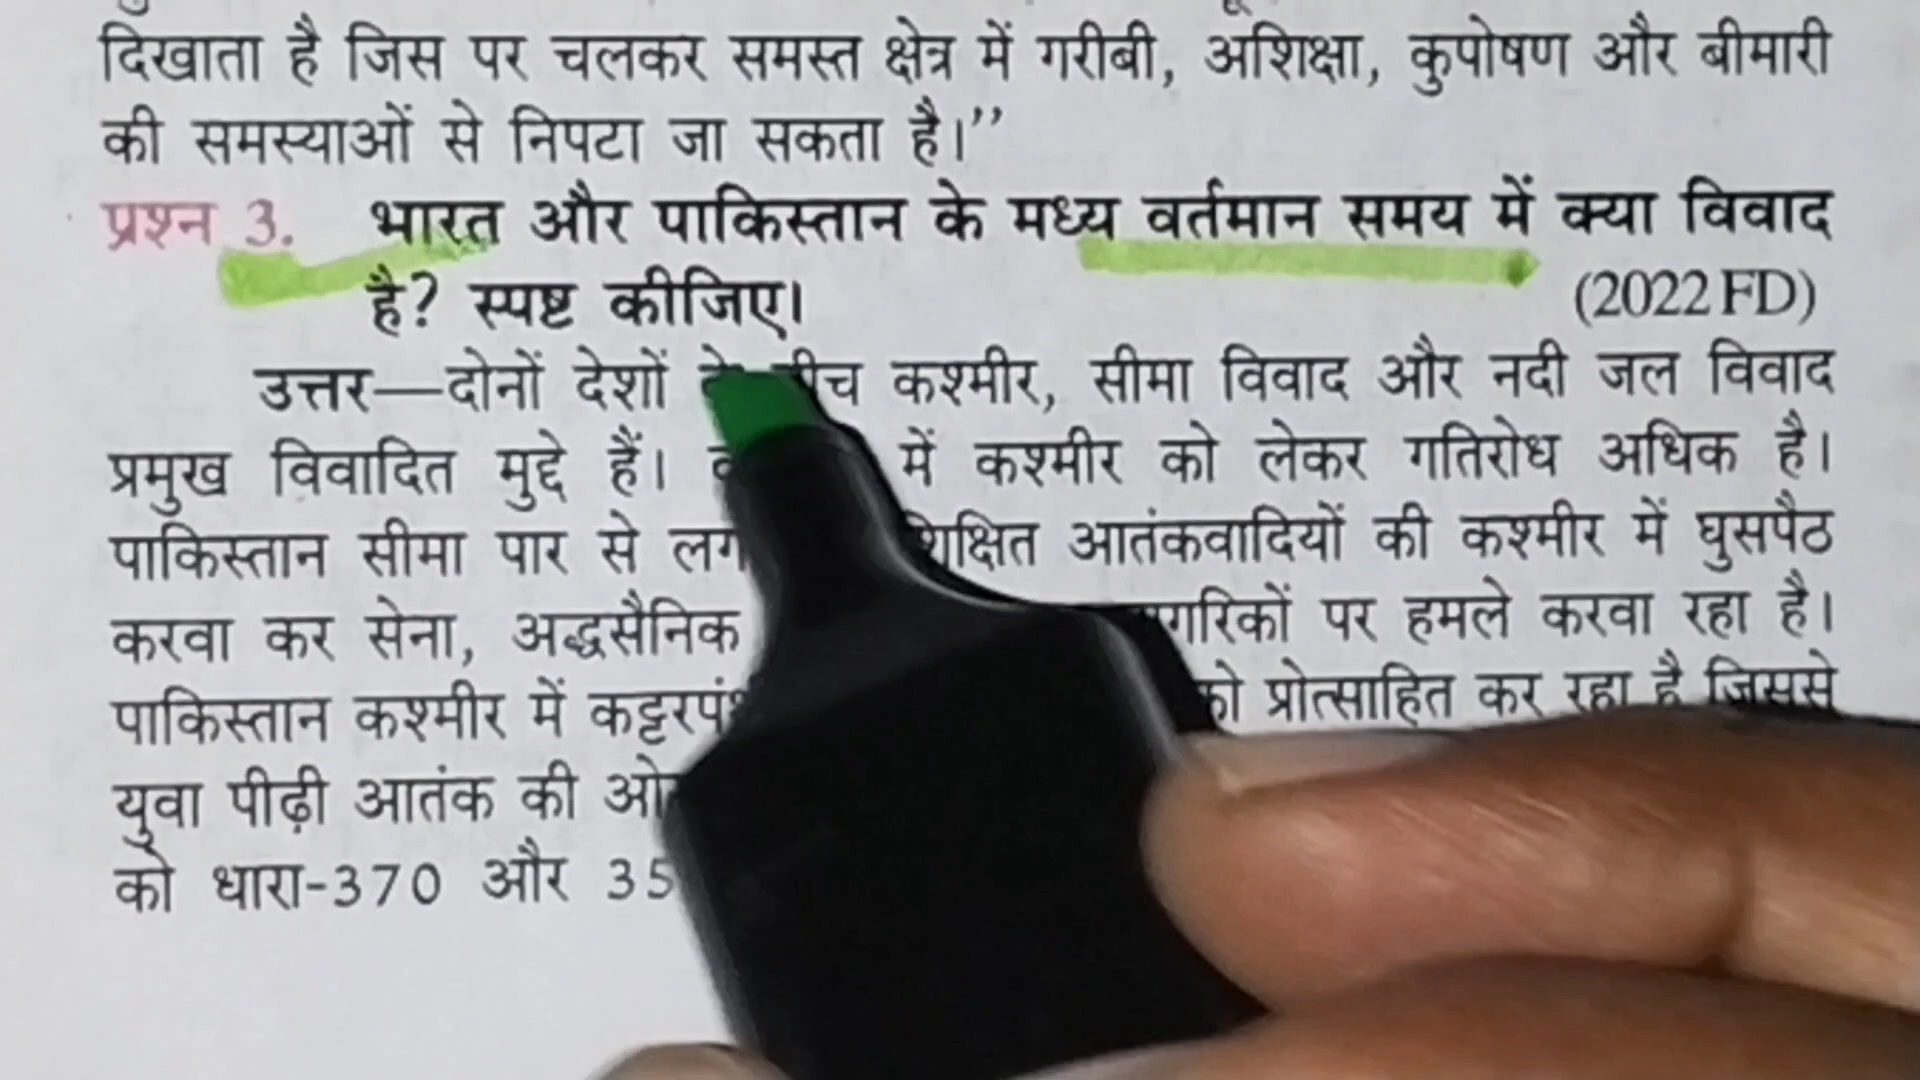 दिखाता है जिस पर चलकर समस्त क्षेत्र में गरीबी, अशिक्षा, कुपोषण और बीमारी
की समस्याओं से निपटा जा सकता है।”
प्रश्न 3. भारत और पाकिस्तान के मध्य वर्तमान समय में क्या विवाद
है? स्पष्ट कीजिए। (2022 FD)
उत्तर—दोनों देशों के बीच कश्मीर, सीमा विवाद और नदी जल विवाद
प्रमुख विवादित मुद्दे हैं। में कश्मीर को लेकर गतिरोध अधिक है।
पाकिस्तान सीमा पार से आतंकवादियों की कश्मीर में घुसपैठ
करवा कर सेना, अद्धसैनिक पर हमले करवा रहा है।
पाकिस्तान कश्मीर में को प्रोत्साहित कर रहा है जिससे
युवा पीढ़ी आतंक की
को धारा-370 और 35